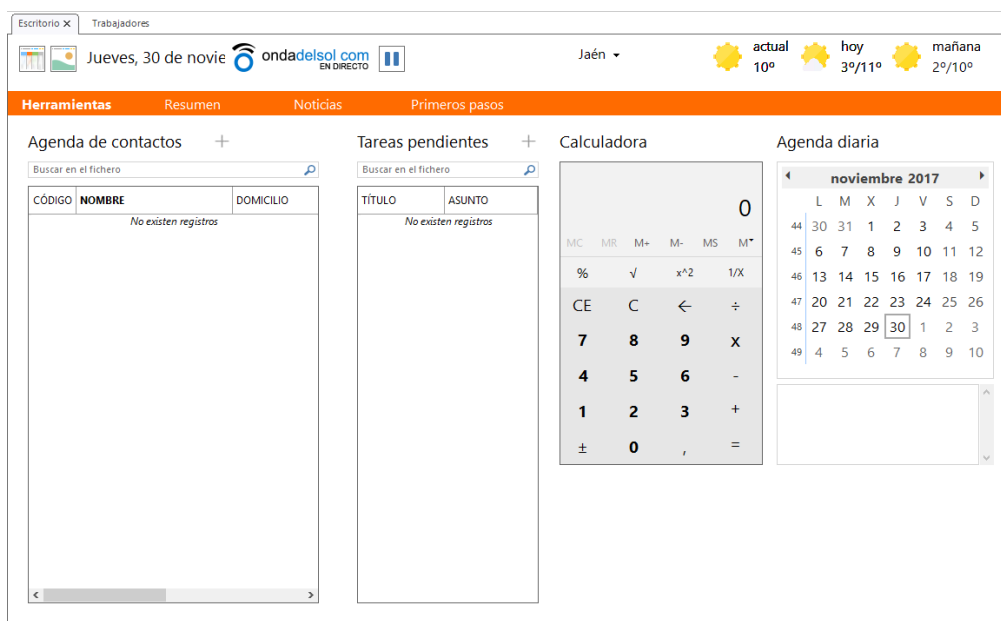 Escritorio X Trabajadores
Jueves, 30 de novie ondadelsol com EN DIRECTO Jaén actual 10º hoy 3º/11º mañana 2º/10º
Herramientas Resumen Noticias Primeros pasos
Agenda de contactos +
Buscar en el fichero
CÓDIGO NOMBRE DOMICILIO
No existen registros
Tareas pendientes +
Buscar en el fichero
TÍTULO ASUNTO
No existen registros
Calculadora
0
MC MR M+ M- MS M
% √ x^2 1/X
CE C ← ÷
7 8 9 x
4 5 6 -
1 2 3 +
± 0 , =
Agenda diaria
noviembre 2017
L M X J V S D
44 30 31 1 2 3 4 5
45 6 7 8 9 10 11 12
46 13 14 15 16 17 18 19
47 20 21 22 23 24 25 26
48 27 28 29 30 1 2 3
49 4 5 6 7 8 9 10